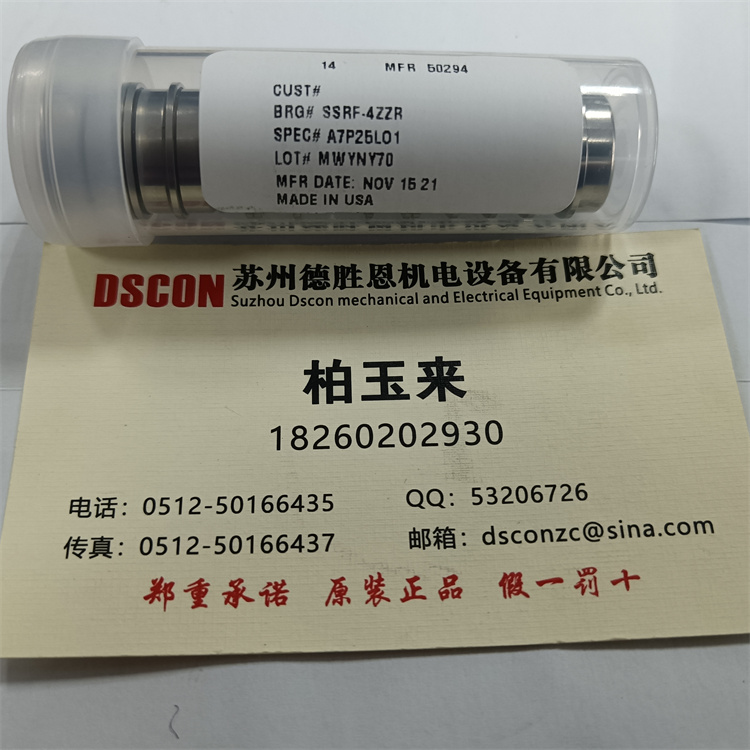 14 MFR 50294
CUST#
BRG# SSRF-4ZZR
SPEC# A7P25L01
LOT# MWYNY70
MFR DATE: NOV 15 21
MADE IN USA
DSCON 苏州德胜恩机电设备有限公司
Suzhou Dscon mechanical and Electrical Equipment Co., Ltd.
柏玉来
18260202930
电话：0512-50166435 QQ：53206726
传真：0512-50166437 邮箱：dsconzc@sina.com
郑重承诺 原装正品 假一罚十